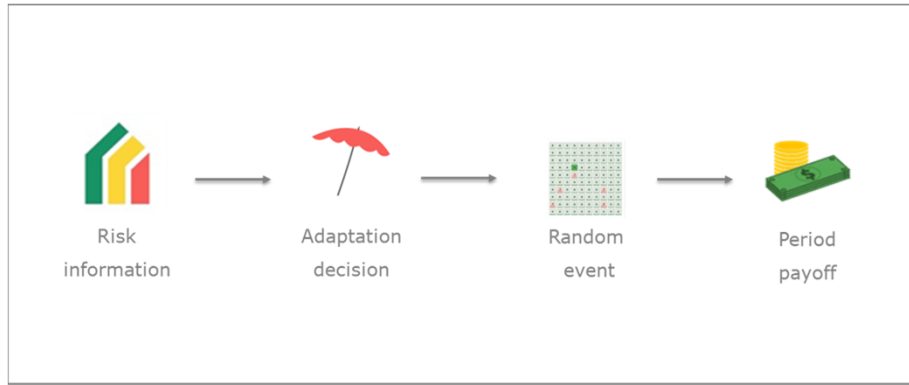 Risk
information
Adaptation
decision
Random
event
Period
payoff